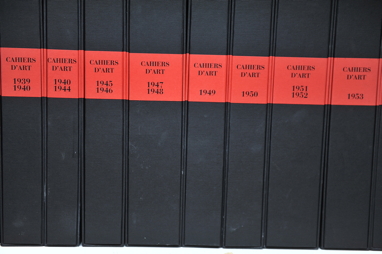 CAHIERS
D'ART
1939
1940
CAHIERS
D'ART
1940
1944
CAHIERS
D'ART
1945
1946
CAHIERS
D'ART
1947
1948
CAHIERS
D'ART
1949
CAHIERS
D'ART
1950
CAHIERS
D'ART
1951
1952
CAHIERS
D'ART
1953